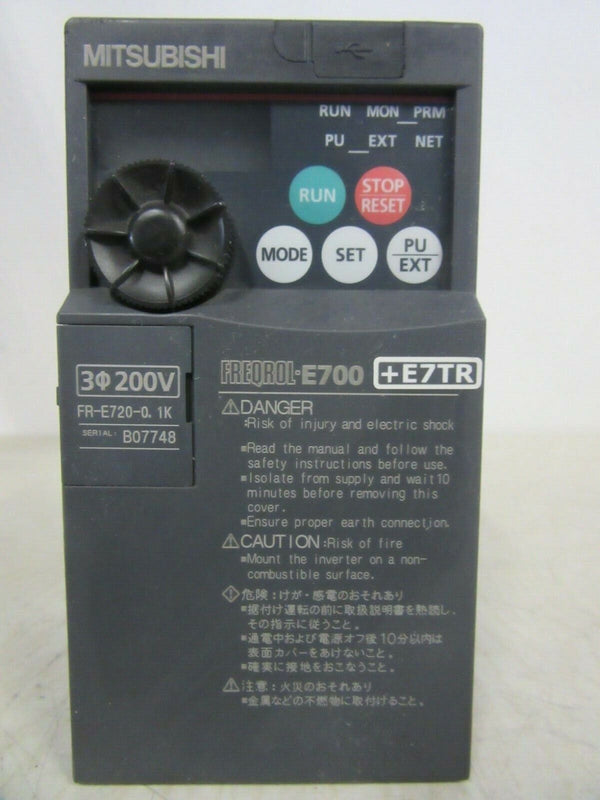 MITSUBISHI
RUN MON PRM
PU EXT NET
RUN
STOP
RESET
MODE
SET
PU
EXT
3Φ200V
FR-E720-0.1K
SERIAL: B07748
FREQROL-E700 +E7TR
⚠DANGER
:Risk of injury and electric shock
▪Read the manual and follow the
safety instructions before use.
▪Isolate from supply and wait10
minutes before removing this
cover.
▪Ensure proper earth connection.
⚠CAUTION:Risk of fire
▪Mount the inverter on a non-
combustible surface.
危険:けが・感電のおそれあり
▪据付け運転の前に取扱説明書を熟読し、
その指示に従うこと。
▪通電中および電源オフ後10分以内は
表面カバーをあけないこと。
▪確実に接地をおこなうこと。
⚠注意:火災のおそれあり
▪金属などの不燃物に取付けること。